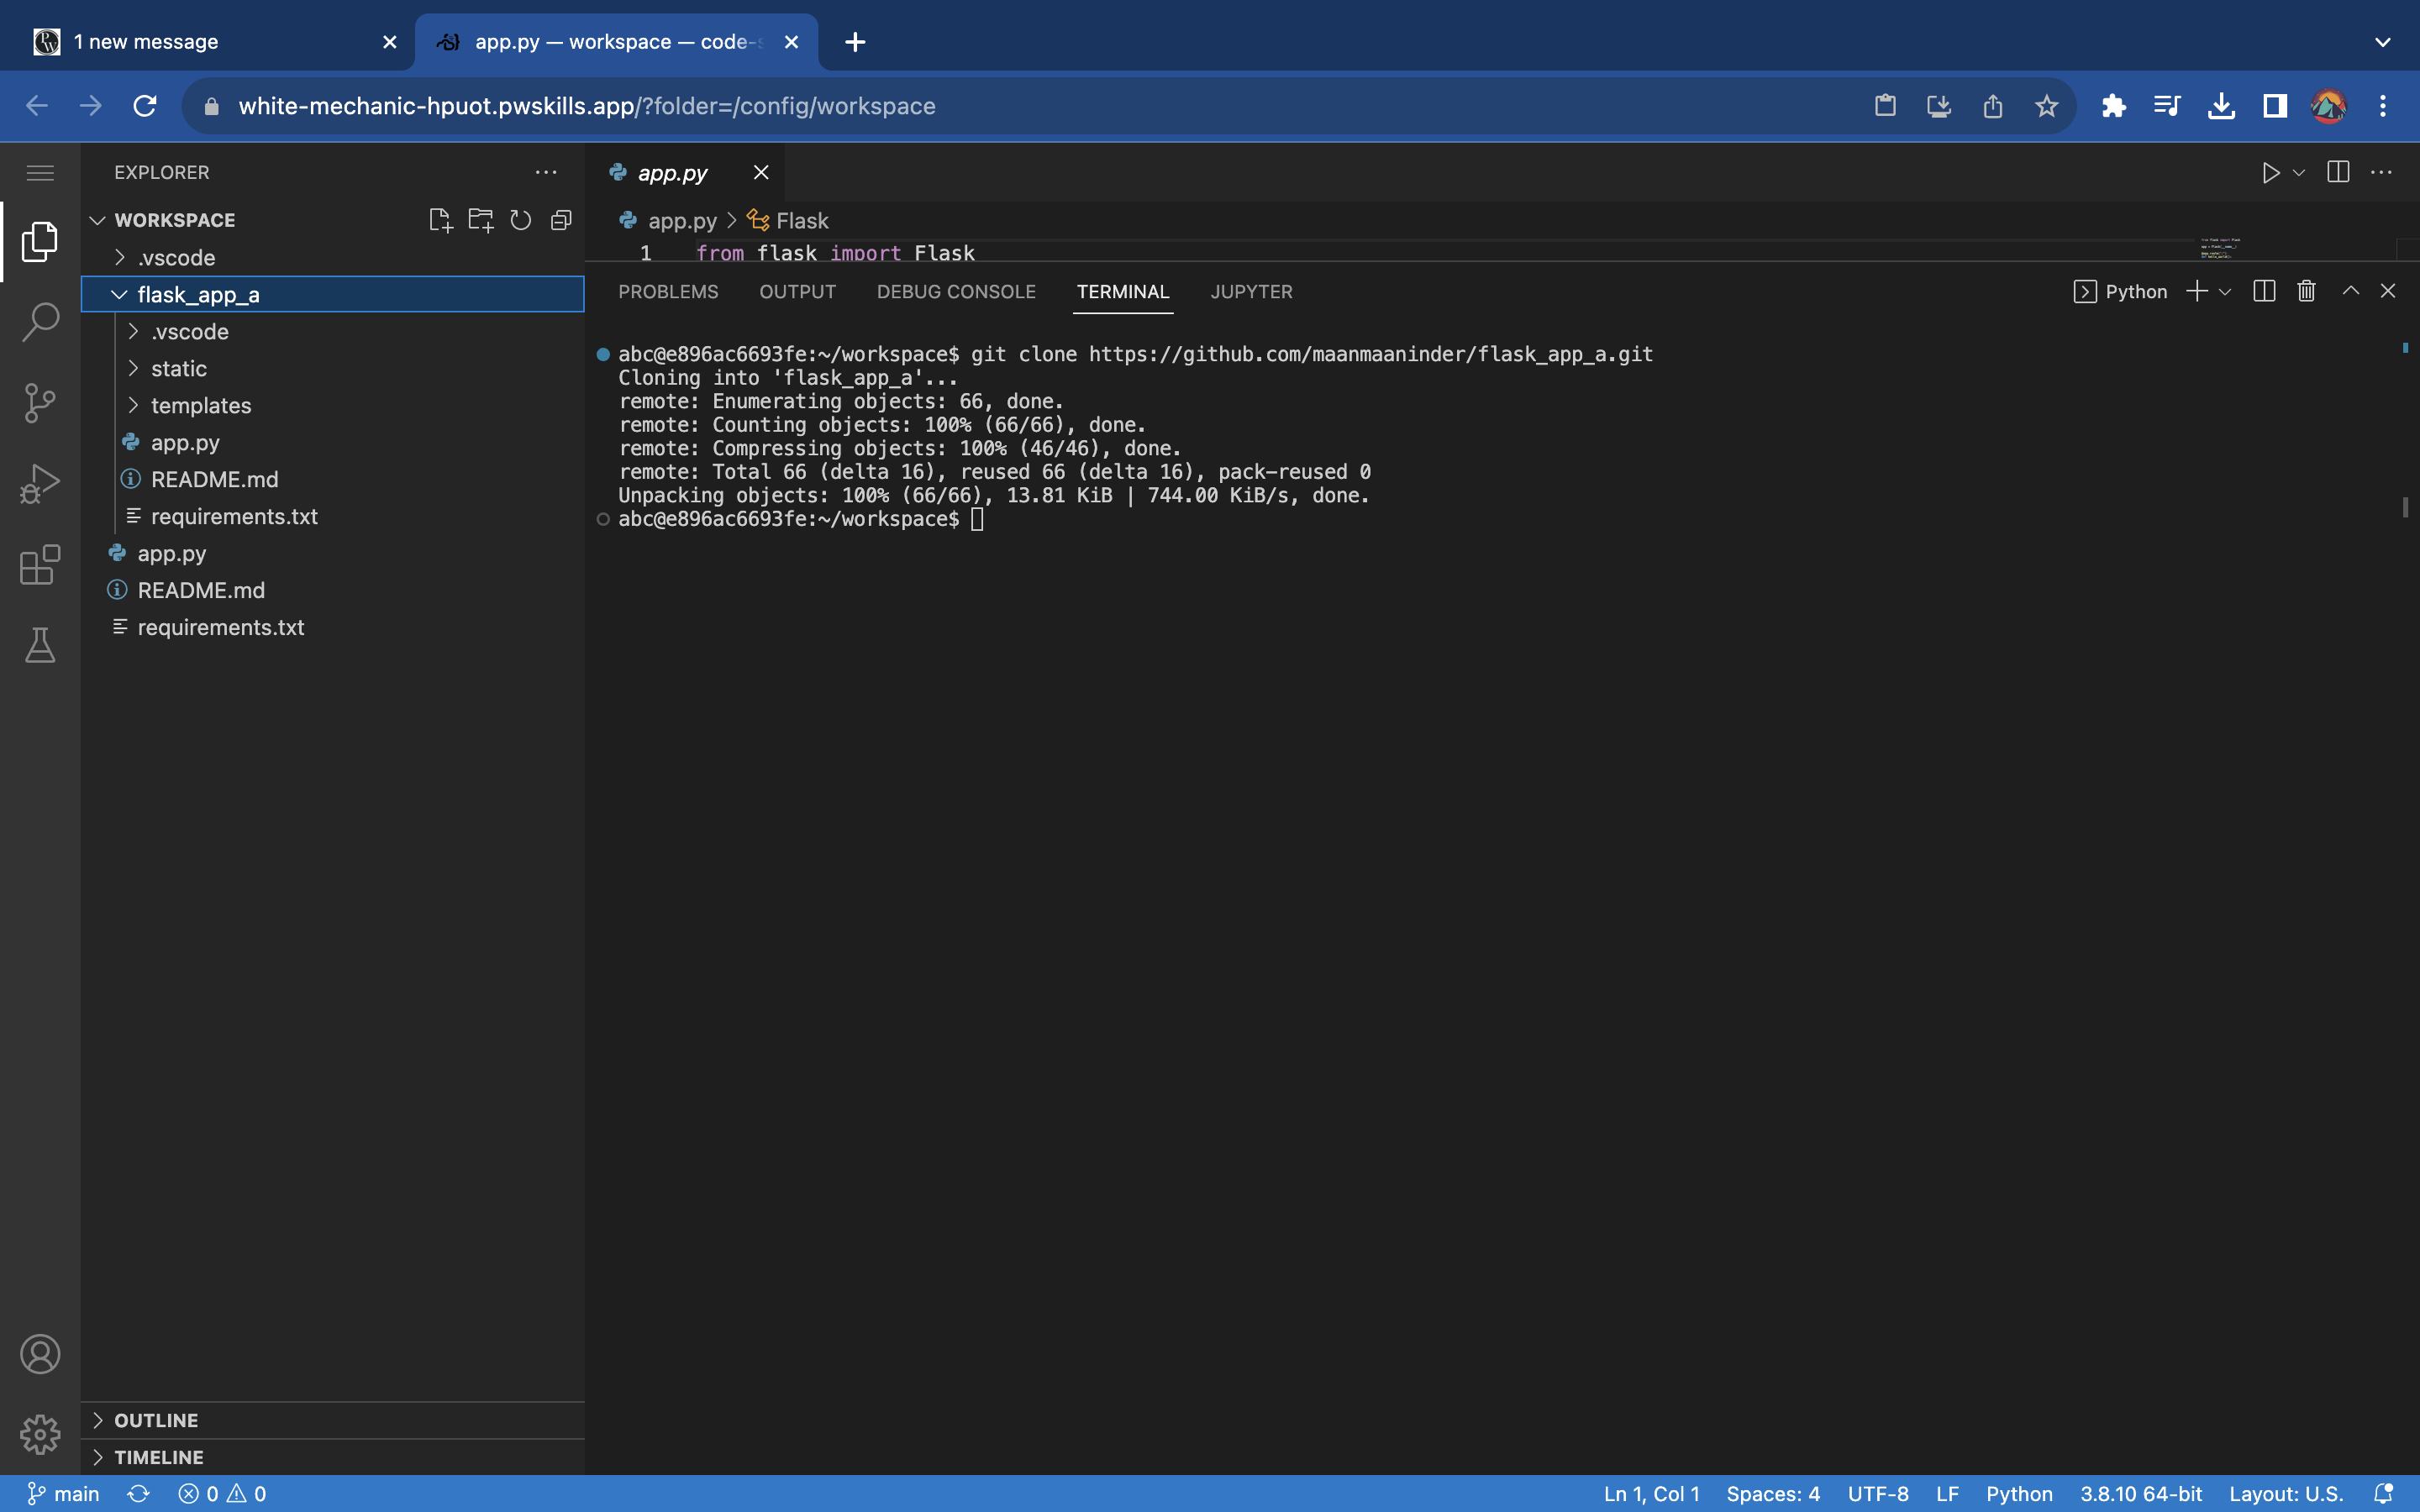 1 new message
app.py — workspace — code-s
white-mechanic-hpuot.pwskills.app/?folder=/config/workspace
EXPLORER
WORKSPACE
.vscode
flask_app_a
.vscode
static
templates
app.py
README.md
requirements.txt
app.py
README.md
requirements.txt
OUTLINE
TIMELINE
app.py
app.py > Flask
1 from flask import Flask
PROBLEMS OUTPUT DEBUG CONSOLE TERMINAL JUPYTER
Python
abc@e896ac6693fe:~/workspace$ git clone https://github.com/maanmaaninder/flask_app_a.git
Cloning into 'flask_app_a'...
remote: Enumerating objects: 66, done.
remote: Counting objects: 100% (66/66), done.
remote: Compressing objects: 100% (46/46), done.
remote: Total 66 (delta 16), reused 66 (delta 16), pack-reused 0
Unpacking objects: 100% (66/66), 13.81 KiB | 744.00 KiB/s, done.
abc@e896ac6693fe:~/workspace$
main 0 0 Ln 1, Col 1 Spaces: 4 UTF-8 LF Python 3.8.10 64-bit Layout: U.S.